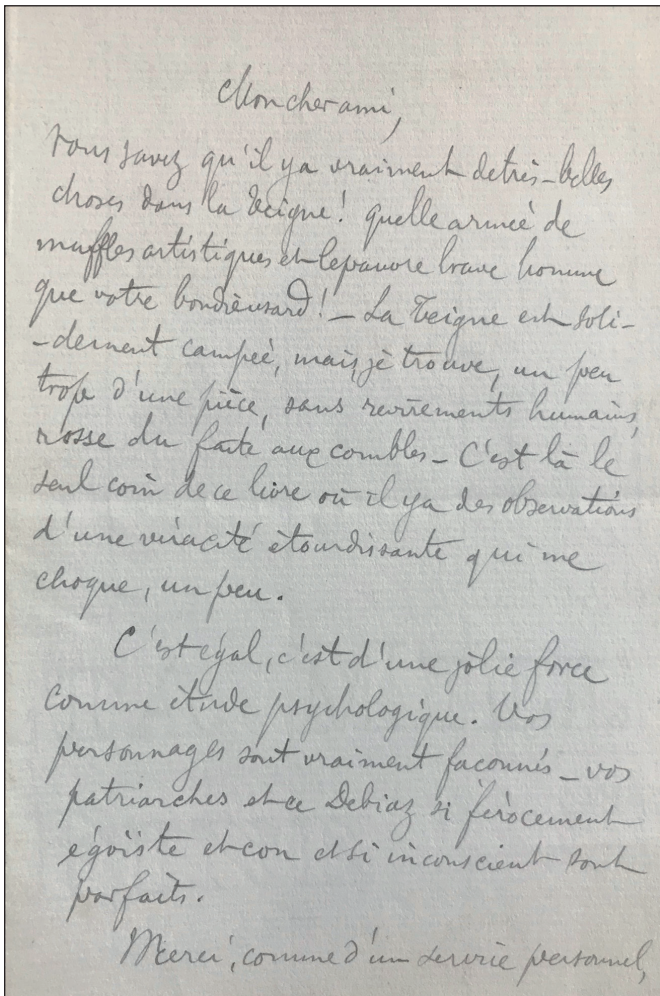 Mon cher ami,
Vous savez qu'il y a vraiment de très-belles
choses dans la Teigne! quelle armée de
muffles artistiques et le pauvre brave homme
que votre bondieusard! – La Teigne est soli-
-dement campée, mais, je trouve, un peu
trop d'une pièce, sans revirements humains,
rosse du faite aux combles – C'est là le
seul coin de ce livre où il y a des observations
d'une véracité étourdissante qui me
choque, un peu.
C'est égal, c'est d'une jolie force
comme étude psychologique. Vos
personnages sont vraiment façonnés – vos
patriarches et ce Debiaz si férocement
égoïste et con et si inconscient sont
parfaits.
Merci, comme d'un service personnel,